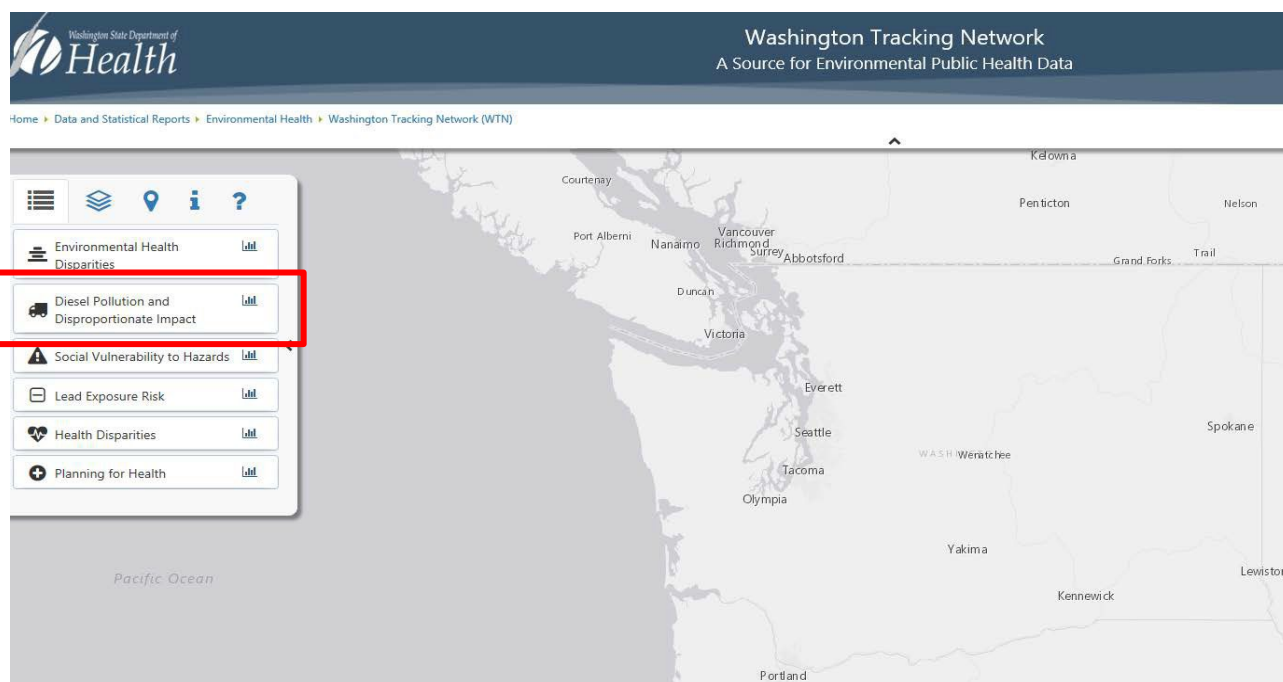 Washington State Department of
Health
Washington Tracking Network
A Source for Environmental Public Health Data
Home Data and Statistical Reports Environmental Health Washington Tracking Network (WTN)
?
Environmental Health
Disparities
Diesel Pollution and
Disproportionate Impact
Social Vulnerability to Hazards
Lead Exposure Risk
Health Disparities
Planning for Health
Kelowna
Courtenay
Penticton
Nelson
Port Alberni
Nanaimo
Vancouver
Richmond
Surrey
Abbotsford
Grand Forks
Trail
Duncan
Victoria
Everett
Seattle
Spokane
WASHI
Wenatchee
Tacoma
Olympia
Yakima
Pacific Ocean
Lewiston
Kennewick
Portland